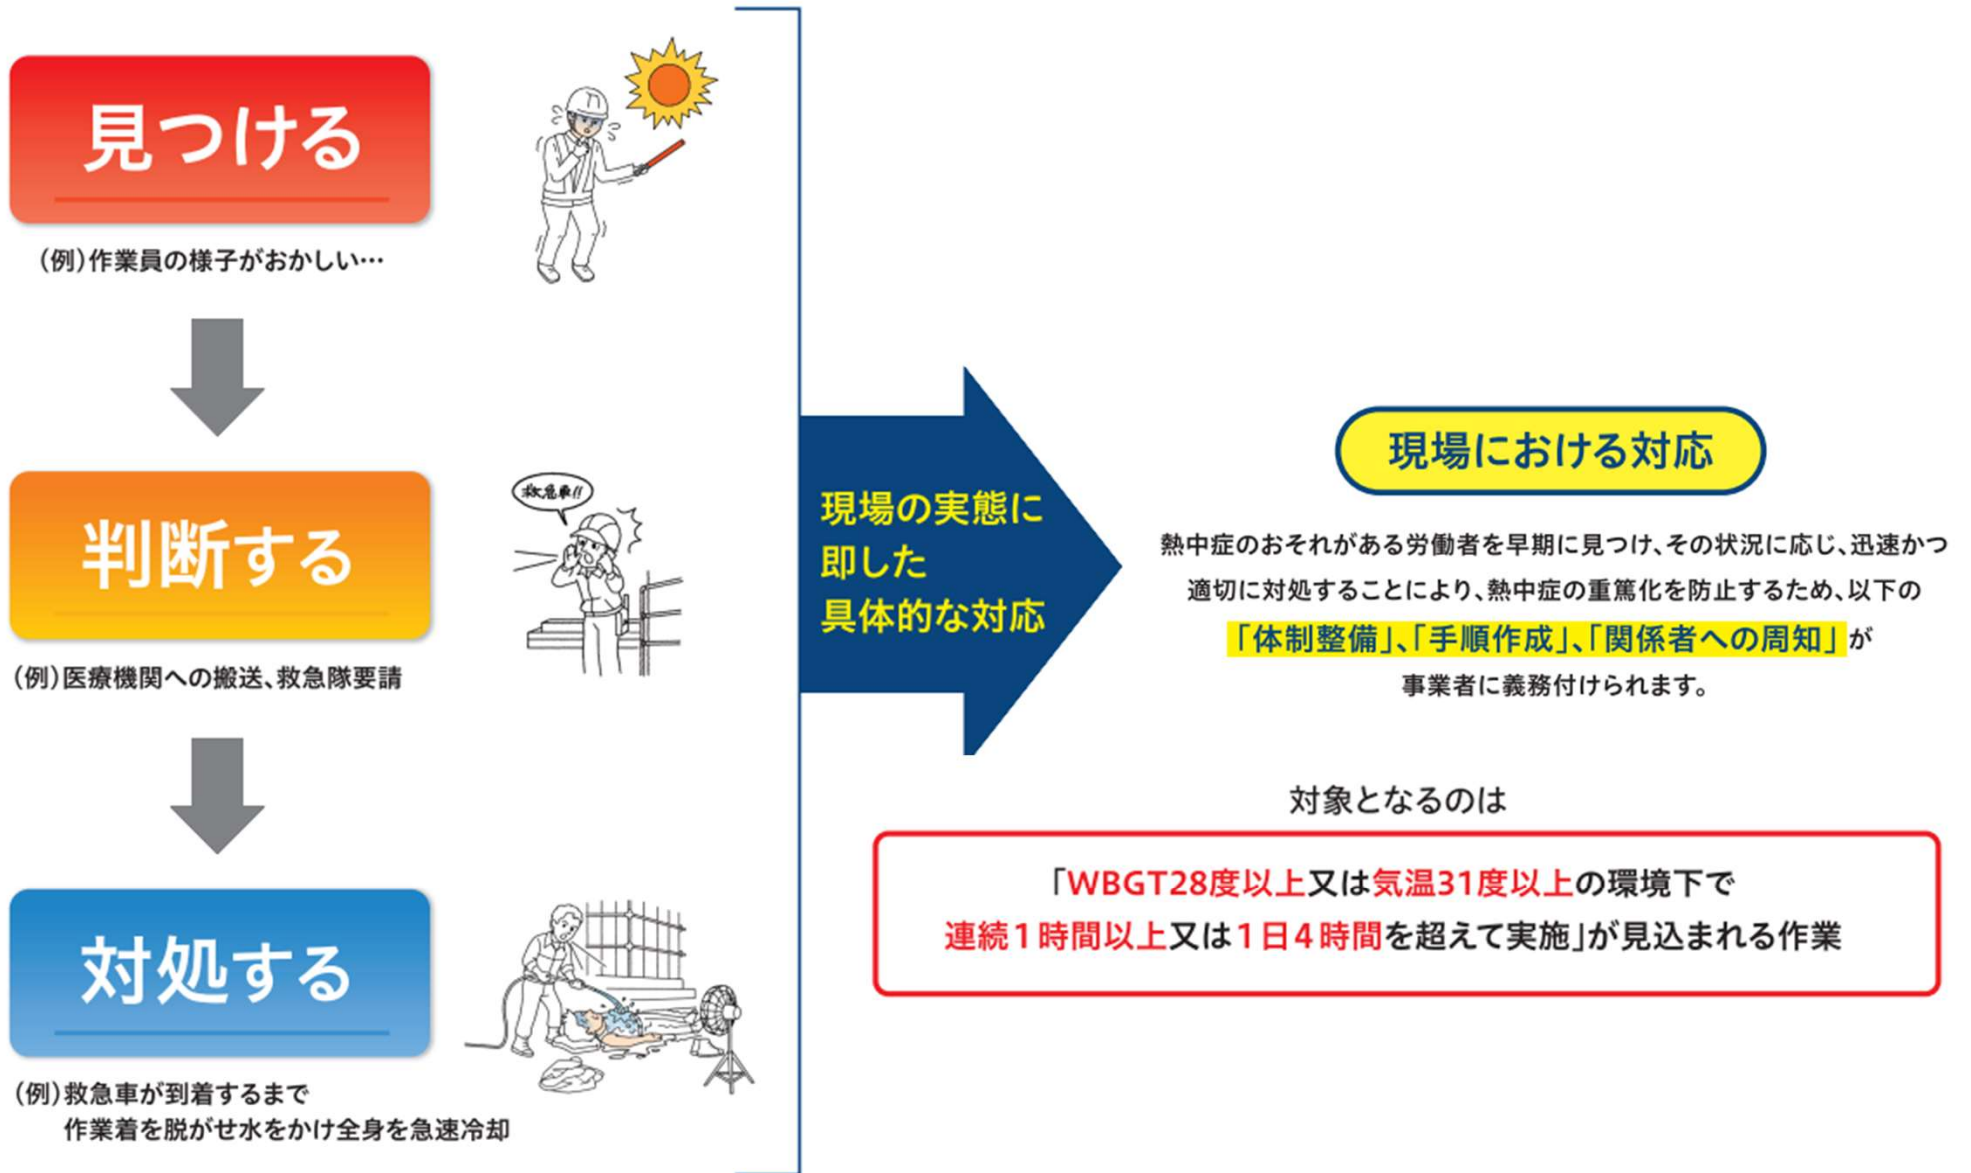 見つける
(例)作業員の様子がおかしい…
判断する
救急車!!
(例)医療機関への搬送、救急隊要請
対処する
(例)救急車が到着するまで
作業着を脱がせ水をかけ全身を急速冷却
現場の実態に
即した
具体的な対応
現場における対応
熱中症のおそれがある労働者を早期に見つけ、その状況に応じ、迅速かつ
適切に対処することにより、熱中症の重篤化を防止するため、以下の
「体制整備」、「手順作成」、「関係者への周知」が
事業者に義務付けられます。
対象となるのは
「WBGT28度以上又は気温31度以上の環境下で
連続1時間以上又は1日4時間を超えて実施」が見込まれる作業